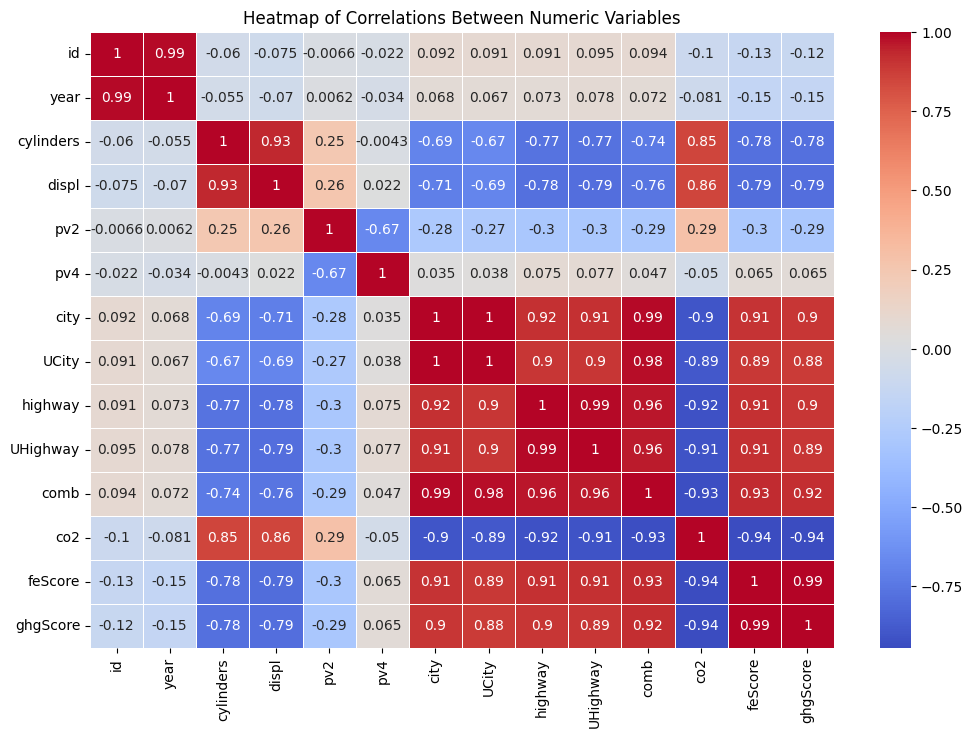 Heatmap of Correlations Between Numeric Variables
id 1 0.99 -0.06 -0.075 -0.0066 -0.022 0.092 0.091 0.091 0.095 0.094 -0.1 -0.13 -0.12
year 0.99 1 -0.055 -0.07 0.0062 -0.034 0.068 0.067 0.073 0.078 0.072 -0.081 -0.15 -0.15
cylinders -0.06 -0.055 1 0.93 0.25 -0.0043 -0.69 -0.67 -0.77 -0.77 -0.74 0.85 -0.78 -0.78
displ -0.075 -0.07 0.93 1 0.26 0.022 -0.71 -0.69 -0.78 -0.79 -0.76 0.86 -0.79 -0.79
pv2 -0.0066 0.0062 0.25 0.26 1 -0.67 -0.28 -0.27 -0.3 -0.3 -0.29 0.29 -0.3 -0.29
pv4 -0.022 -0.034 -0.0043 0.022 -0.67 1 0.035 0.038 0.075 0.077 0.047 -0.05 0.065 0.065
city 0.092 0.068 -0.69 -0.71 -0.28 0.035 1 1 0.92 0.91 0.99 -0.9 0.91 0.9
UCity 0.091 0.067 -0.67 -0.69 -0.27 0.038 1 1 0.9 0.9 0.98 -0.89 0.89 0.88
highway 0.091 0.073 -0.77 -0.78 -0.3 0.075 0.92 0.9 1 0.99 0.96 -0.92 0.91 0.9
UHighway 0.095 0.078 -0.77 -0.79 -0.3 0.077 0.91 0.9 0.99 1 0.96 -0.91 0.91 0.89
comb 0.094 0.072 -0.74 -0.76 -0.29 0.047 0.99 0.98 0.96 0.96 1 -0.93 0.93 0.92
co2 -0.1 -0.081 0.85 0.86 0.29 -0.05 -0.9 -0.89 -0.92 -0.91 -0.93 1 -0.94 -0.94
feScore -0.13 -0.15 -0.78 -0.79 -0.3 0.065 0.91 0.89 0.91 0.91 0.93 -0.94 1 0.99
ghgScore -0.12 -0.15 -0.78 -0.79 -0.29 0.065 0.9 0.88 0.9 0.89 0.92 -0.94 0.99 1
id
year
cylinders
displ
pv2
pv4
city
UCity
highway
UHighway
comb
co2
feScore
ghgScore
1.00
0.75
0.50
0.25
0.00
−0.25
−0.50
−0.75